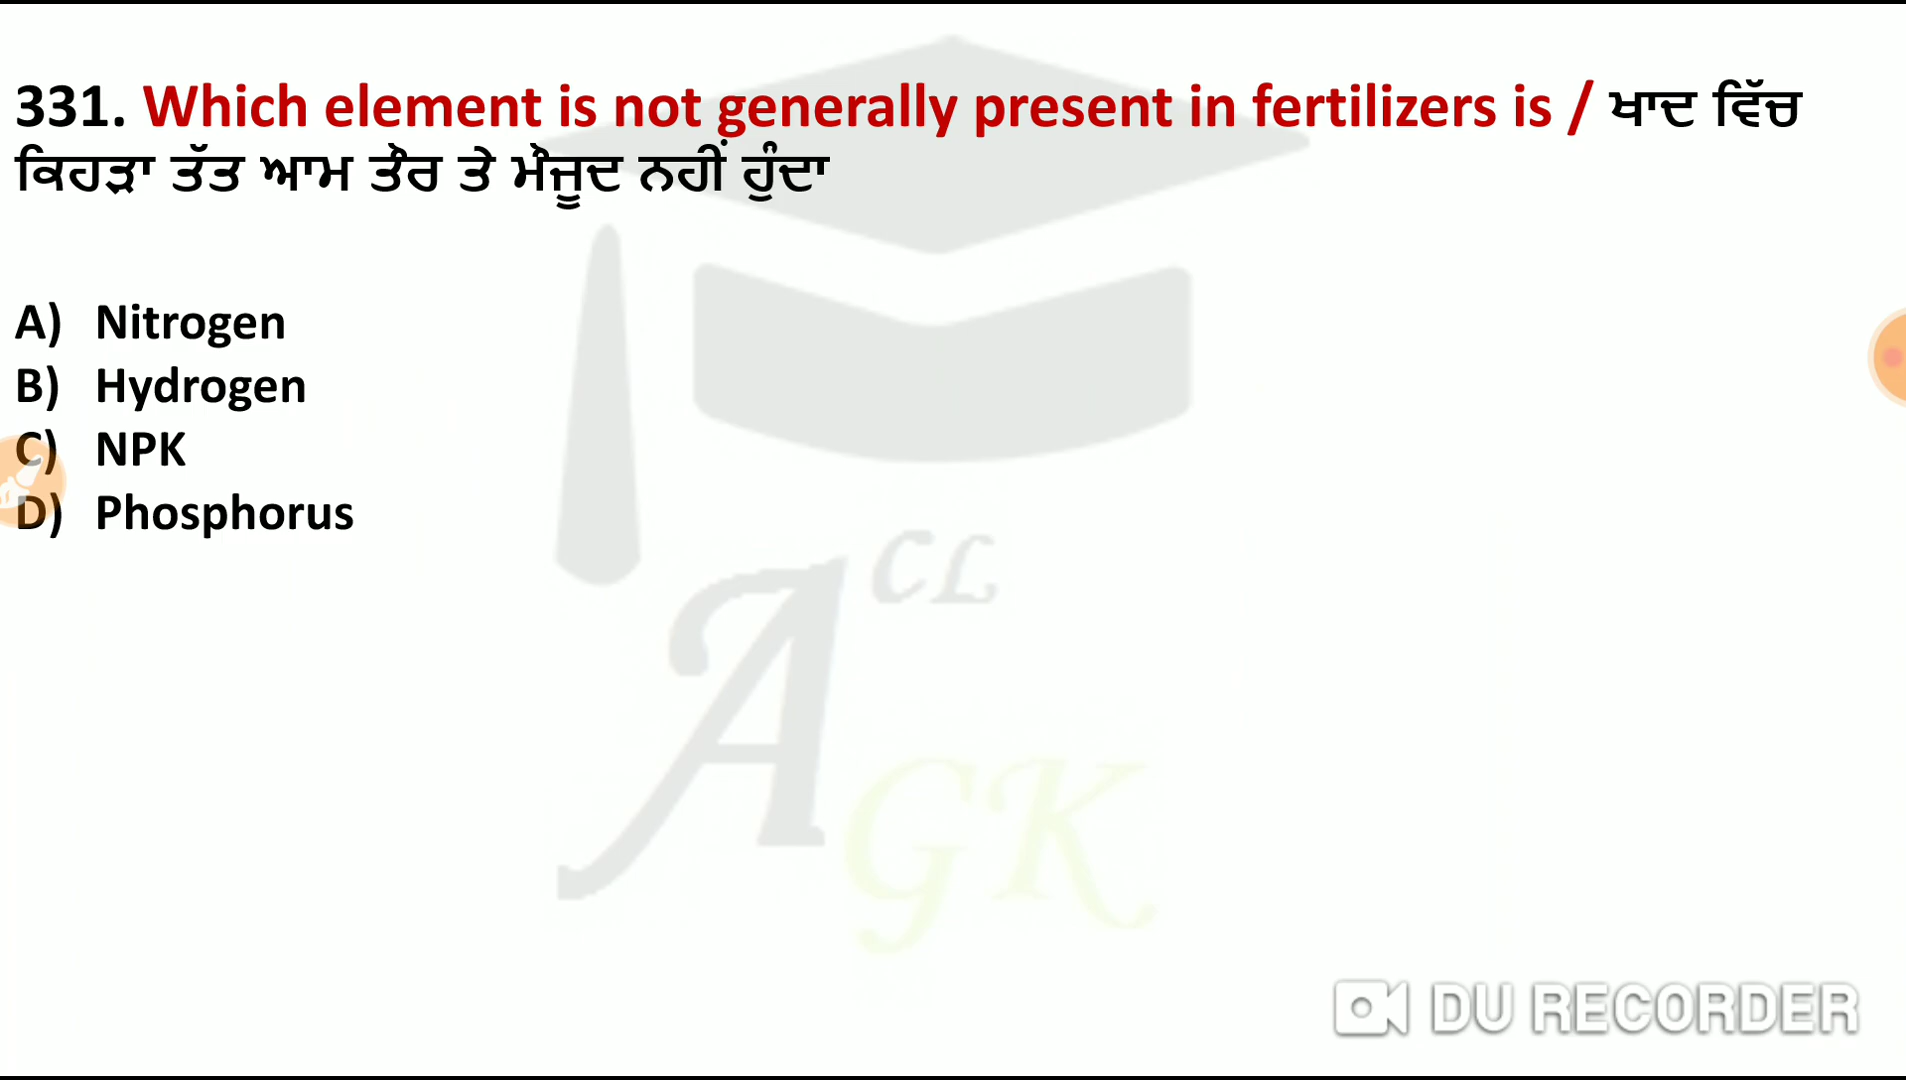 331. Which element is not generally present in fertilizers is / ਖਾਦ ਵਿੱਚ
ਕਿਹੜਾ ਤੱਤ ਆਮ ਤੌਰ ਤੇ ਮੌਜੂਦ ਨਹੀਂ ਹੁੰਦਾ
A) Nitrogen
B) Hydrogen
C) NPK
D) Phosphorus
CL
A
GK
DU RECORDER